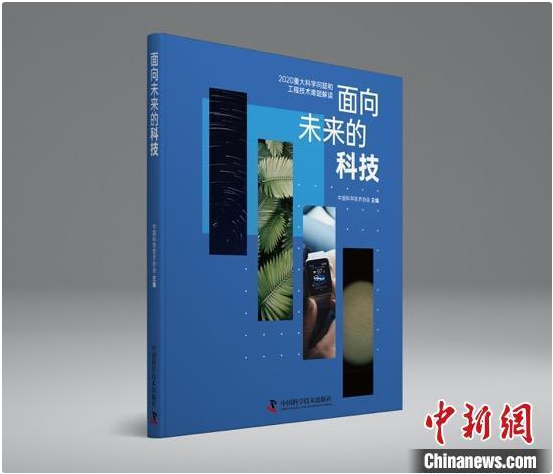 面向未来的科技
中国科学技术协会 主编
2020重大科学问题和
工程技术难题解读
面向
未来的
科技
中国科学技术协会 主编
中国科学技术出版社
中新网
Chinanews.com